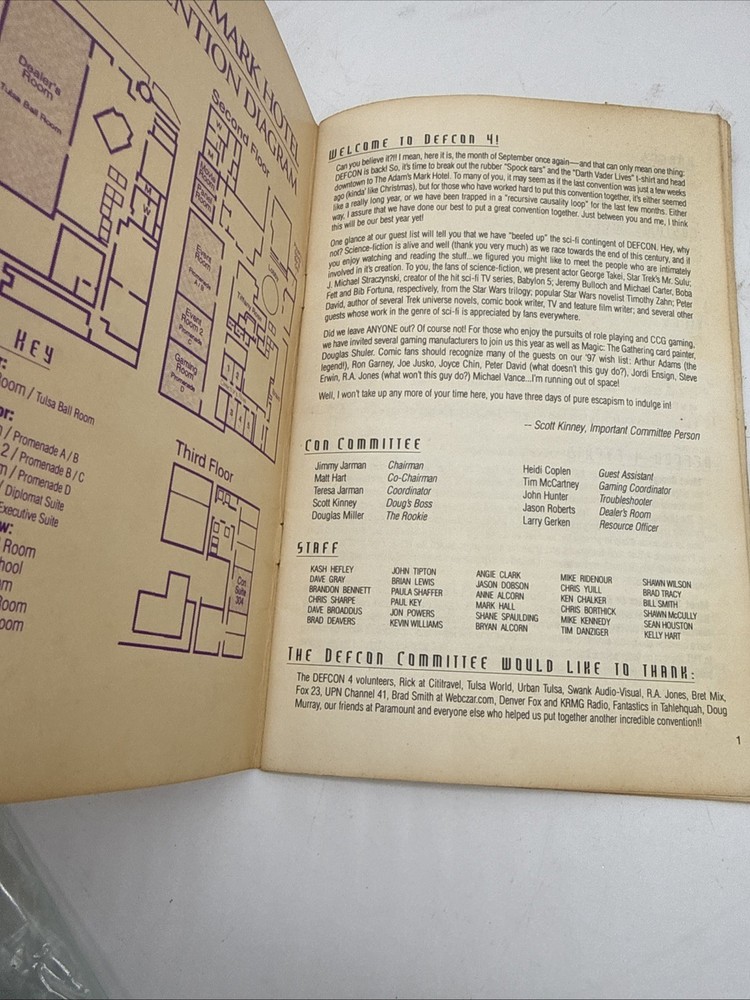 MARK HOTEL
ENTION DIAGRAM
Dealer's
Room
Tulsa Ball Room
Second Floor
W
M
Movie
Room
Panel
Room
M
W
Event
Room
Promenade
A / B
Event
Room 2
Promenade
C
Gaming
Room
Promenade
D
1
2
3
4
5
KEY
r:
Room / Tulsa Ball Room
or:
n / Promenade A / B
2 / Promenade B / C
m / Promenade D
/ Diplomat Suite
Executive Suite
w:
Room
hool
m
Room
oom
Third Floor
Con
Suite
304
WELCOME TO DEFCON 4!
Can you believe it?!! I mean, here it is, the month of September once again—and that can only mean one thing:
DEFCON is back! So, it's time to break out the rubber "Spock ears" and the "Darth Vader Lives" t-shirt and head
downtown to The Adam's Mark Hotel. To many of you, it may seem as if the last convention was just a few weeks
ago (kinda' like Christmas), but for those who have worked hard to put this convention together, it's either seemed
like a really long year, or we have been trapped in a "recursive causality loop" for the last few months. Either
way, I assure that we have done our best to put a great convention together. Just between you and me, I think
this will be our best year yet!
One glance at our guest list will tell you that we have "beefed up" the sci-fi contingent of DEFCON. Hey, why
not? Science-fiction is alive and well (thank you very much) as we race towards the end of this century, and if
you enjoy watching and reading the stuff...we figured you might like to meet the people who are intimately
involved in it's creation. To you, the fans of science-fiction, we present actor George Takei, Star Trek's Mr. Sulu;
J. Michael Straczynski, creator of the hit sci-fi TV series, Babylon 5; Jeremy Bulloch and Michael Carter, Boba
Fett and Bib Fortuna, respectively, from the Star Wars trilogy; popular Star Wars novelist Timothy Zahn; Peter
David, author of several Trek universe novels, comic book writer, TV and feature film writer; and several other
guests whose work in the genre of sci-fi is appreciated by fans everywhere.
Did we leave ANYONE out? Of course not! For those who enjoy the pursuits of role playing and CCG gaming,
we have invited several gaming manufacturers to join us this year as well as Magic: The Gathering card painter,
Douglas Shuler. Comic fans should recognize many of the guests on our '97 wish list: Arthur Adams (the
legend!), Ron Garney, Joe Jusko, Joyce Chin, Peter David (what doesn't this guy do?), Jordi Ensign, Steve
Erwin, R.A. Jones (what won't this guy do?) Michael Vance...I'm running out of space!
Well, I won't take up any more of your time here, you have three days of pure escapism to indulge in!
-- Scott Kinney, Important Committee Person
CON COMMITTEE
Jimmy Jarman Chairman
Matt Hart Co-Chairman
Teresa Jarman Coordinator
Scott Kinney Doug's Boss
Douglas Miller The Rookie
Heidi Coplen Guest Assistant
Tim McCartney Gaming Coordinator
John Hunter Troubleshooter
Jason Roberts Dealer's Room
Larry Gerken Resource Officer
STAFF
KASH HEFLEY
DAVE GRAY
BRANDON BENNETT
CHRIS SHARPE
DAVE BROADDUS
BRAD DEAVERS
JOHN TIPTON
BRIAN LEWIS
PAULA SHAFFER
PAUL KEY
JON POWERS
KEVIN WILLIAMS
ANGIE CLARK
JASON DOBSON
ANNE ALCORN
MARK HALL
SHANE SPAULDING
BRYAN ALCORN
MIKE RIDENOUR
CHRIS YUILL
KEN CHALKER
CHRIS BORTHICK
MIKE KENNEDY
TIM DANZIGER
SHAWN WILSON
BRAD TRACY
BILL SMITH
SHAWN McCULLY
SEAN HOUSTON
KELLY HART
THE DEFCON COMMITTEE WOULD LIKE TO THANK:
The DEFCON 4 volunteers, Rick at Cititravel, Tulsa World, Urban Tulsa, Swank Audio-Visual, R.A. Jones, Bret Mix,
Fox 23, UPN Channel 41, Brad Smith at Webczar.com, Denver Fox and KRMG Radio, Fantastics in Tahlequah, Doug
Murray, our friends at Paramount and everyone else who helped us put together another incredible convention!!
1